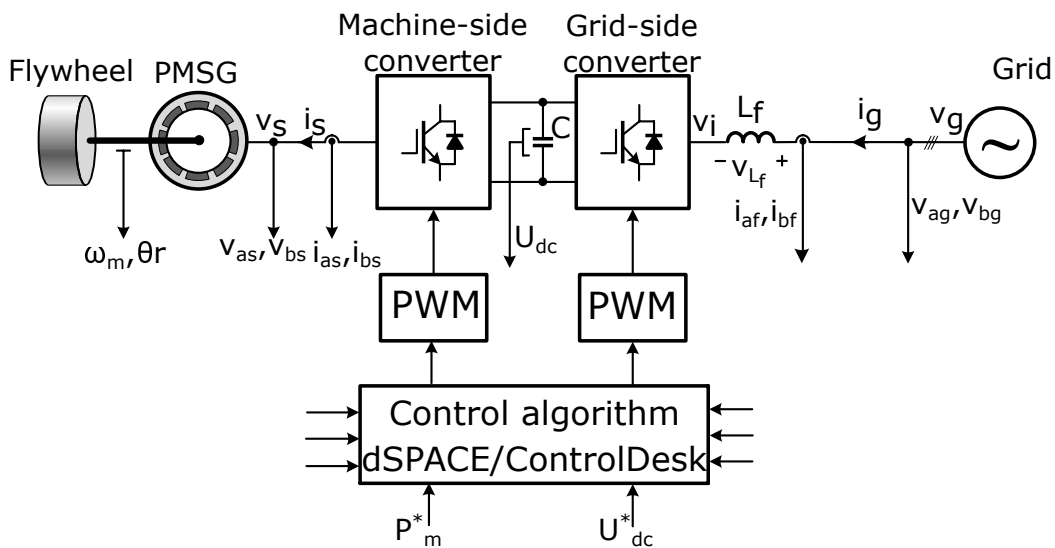 Machine-side
converter
Grid-side
converter
Flywheel
PMSG
Grid
v_s
i_s
C
v_i
L_f
i_g
v_g
- v_Lf +
ω_m,θr
v_as,v_bs
i_as,i_bs
U_dc
i_af,i_bf
v_ag,v_bg
~
PWM
PWM
Control algorithm
dSPACE/ControlDesk
P*_m
U*_dc